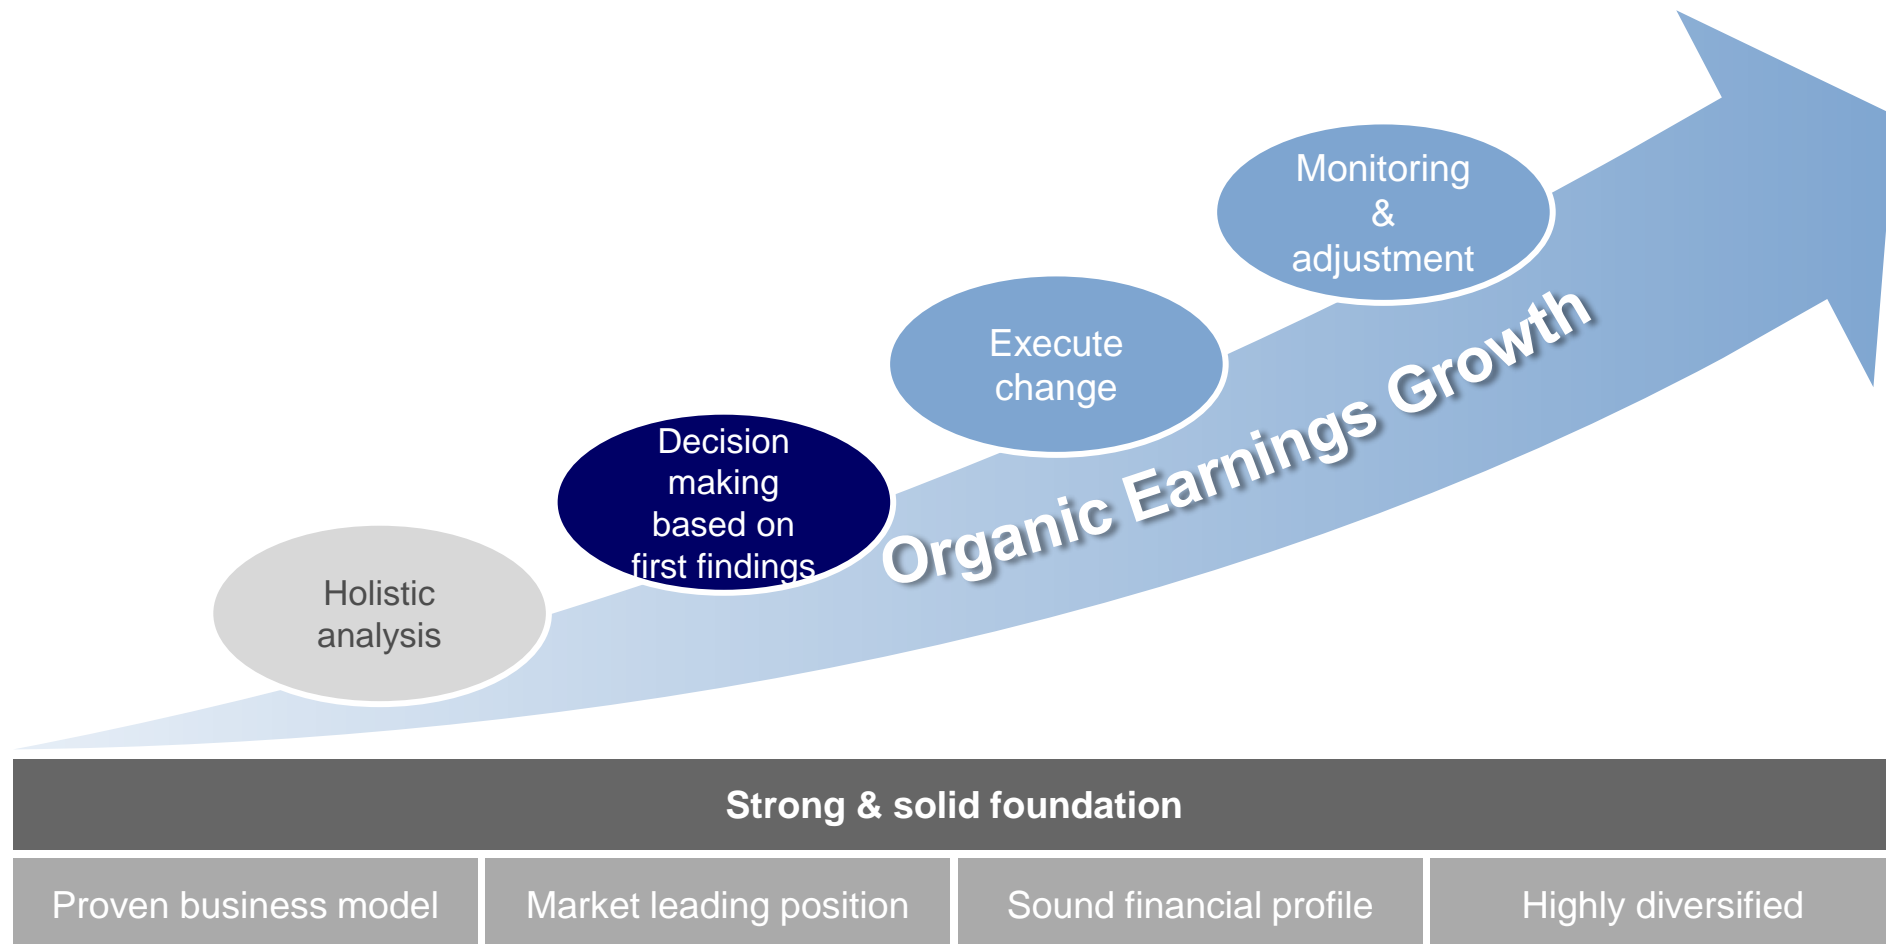 Monitoring
&
adjustment
Execute
change
Decision
making
based on
first findings
Holistic
analysis
Organic Earnings Growth
Strong & solid foundation
Proven business model
Market leading position
Sound financial profile
Highly diversified